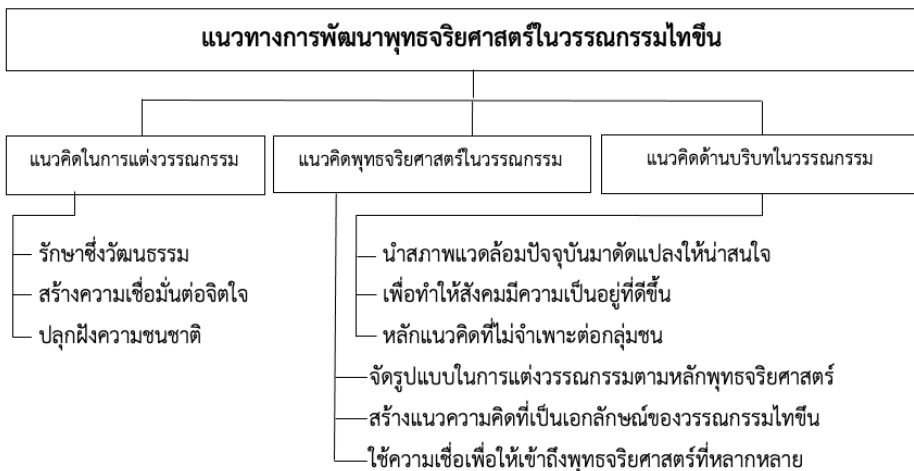 แนวทางการพัฒนาพุทธจริยศาสตร์ในวรรณกรรมไทขึน
แนวคิดในการแต่งวรรณกรรม
แนวคิดพุทธจริยศาสตร์ในวรรณกรรม
แนวคิดด้านบริบทในวรรณกรรม
รักษาซึ่งวัฒนธรรม
สร้างความเชื่อมั่นต่อจิตใจ
ปลุกฝังความชนชาติ
นำสภาพแวดล้อมปัจจุบันมาดัดแปลงให้น่าสนใจ
เพื่อทำให้สังคมมีความเป็นอยู่ที่ดีขึ้น
หลักแนวคิดที่ไม่จำเพาะต่อกลุ่มชน
จัดรูปแบบในการแต่งวรรณกรรมตามหลักพุทธจริยศาสตร์
สร้างแนวความคิดที่เป็นเอกลักษณ์ของวรรณกรรมไทขึน
ใช้ความเชื่อเพื่อให้เข้าถึงพุทธจริยศาสตร์ที่หลากหลาย